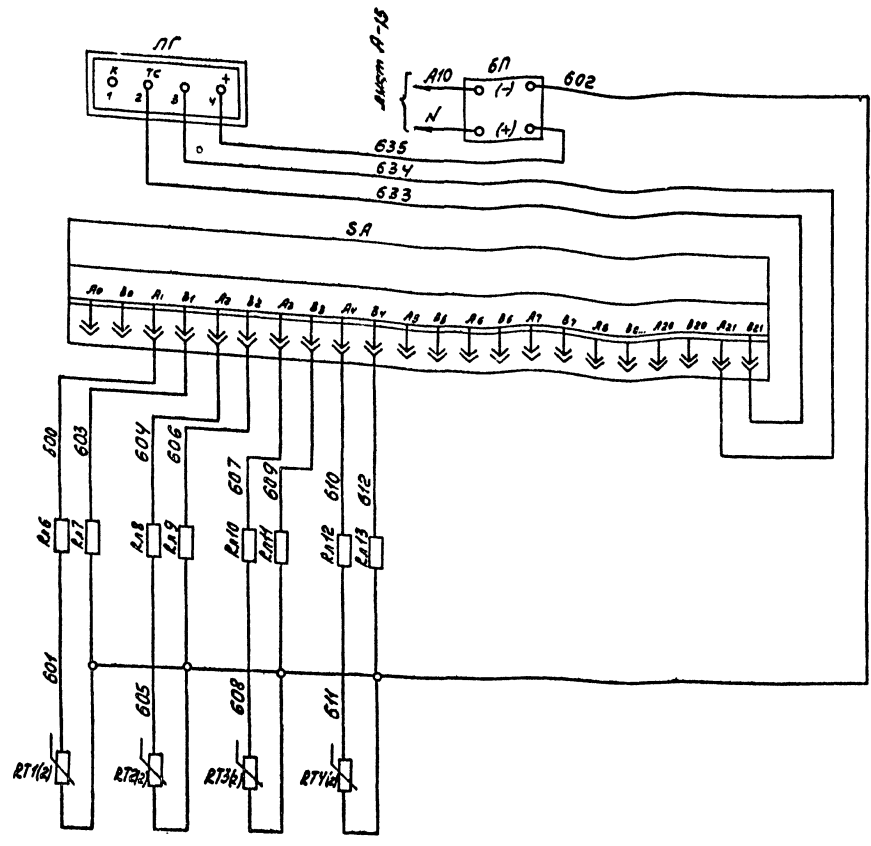 ПГ
К ТС +
1 2 3 4
лист А-13
А10
N
БП
(-)
(+)
602
635
634
633
SA
А0 В0 А1 В1 А2 В2 А3 В3 А4 В4 А5 В5 А6 В6 А7 В7 А8 В8... А20 В20 А21 В21
600 603 604 606 607 609 610 612
Rл6 Rл7 Rл8 Rл9 Rл10 Rл11 Rл12 Rл13
601 605 608 611
RT1(2) RT2(2) RT3(2) RT4(2)